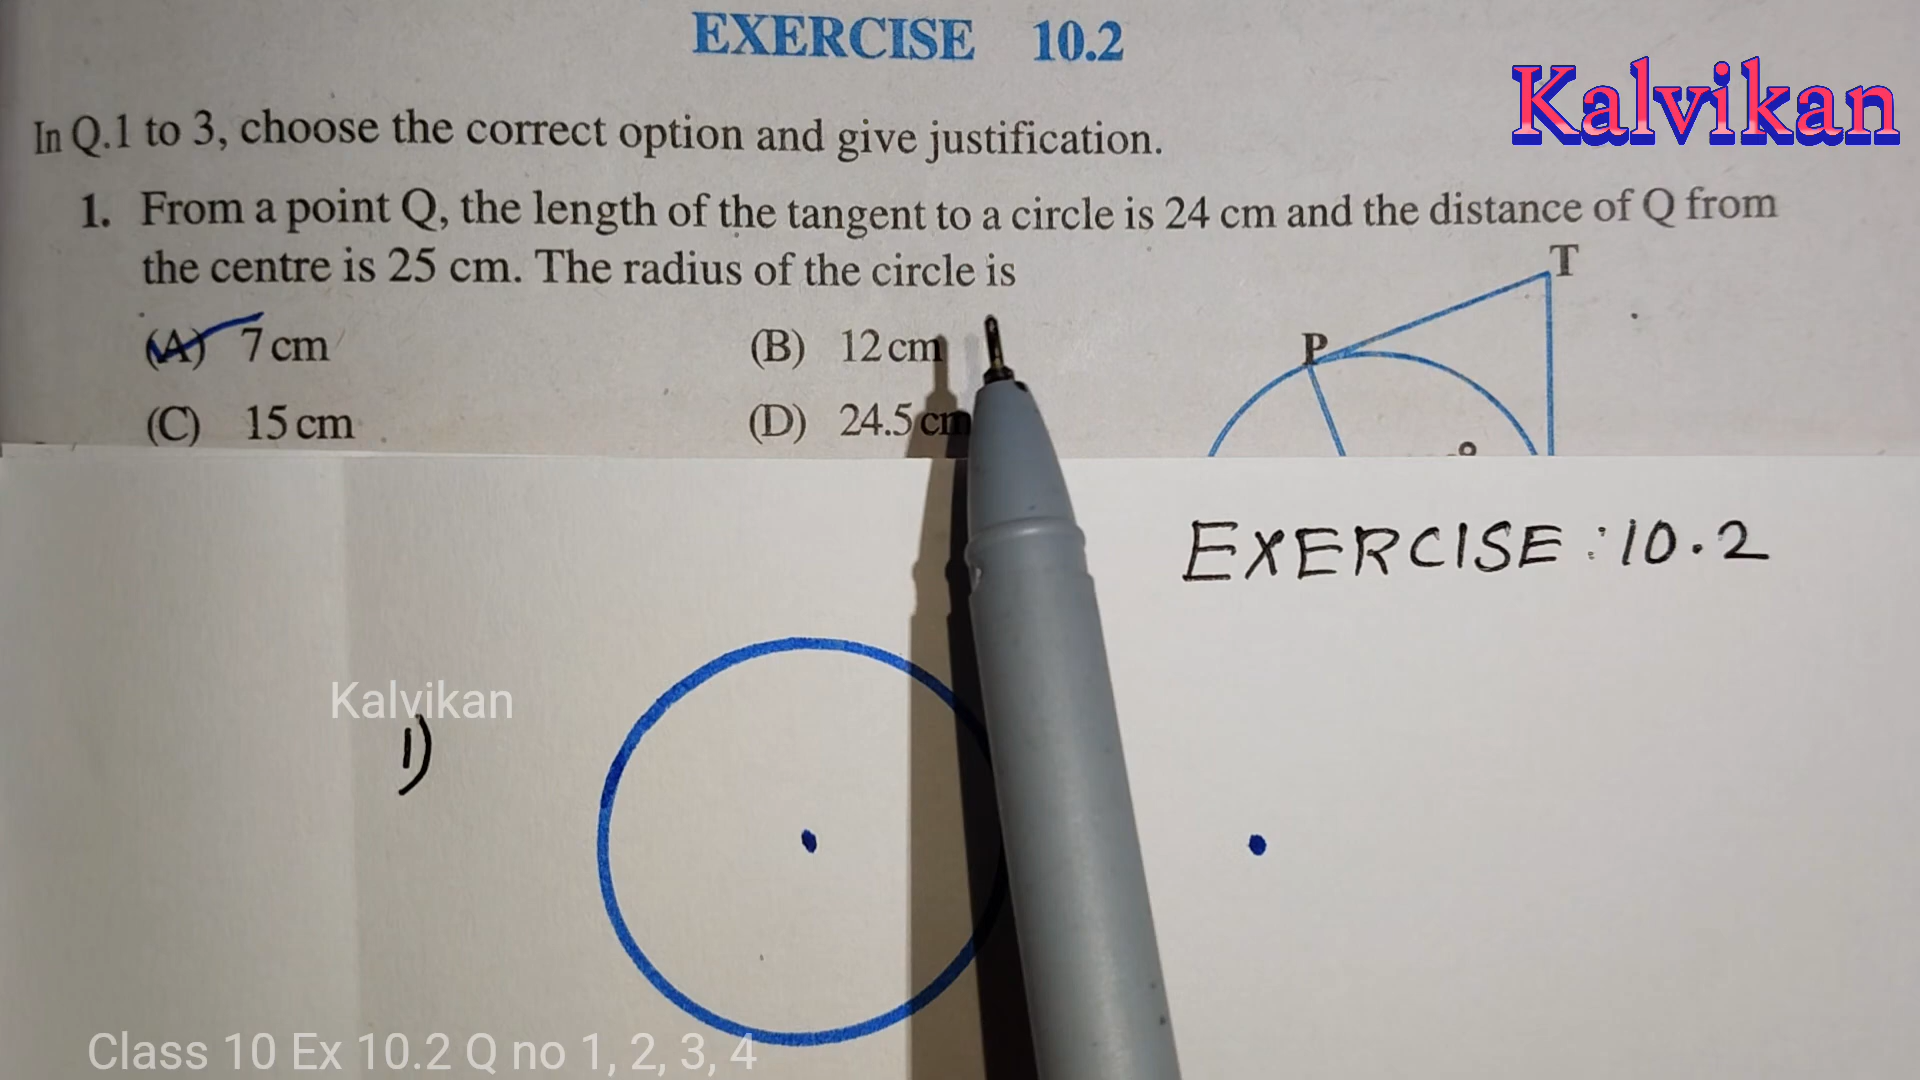 EXERCISE 10.2
Kalvikan
In Q.1 to 3, choose the correct option and give justification.
1. From a point Q, the length of the tangent to a circle is 24 cm and the distance of Q from
the centre is 25 cm. The radius of the circle is
T
(A) 7 cm (B) 12 cm
P
(C) 15 cm (D) 24.5 cm
EXERCISE : 10.2
Kalvikan
1)
Class 10 Ex 10.2 Q no 1, 2, 3, 4